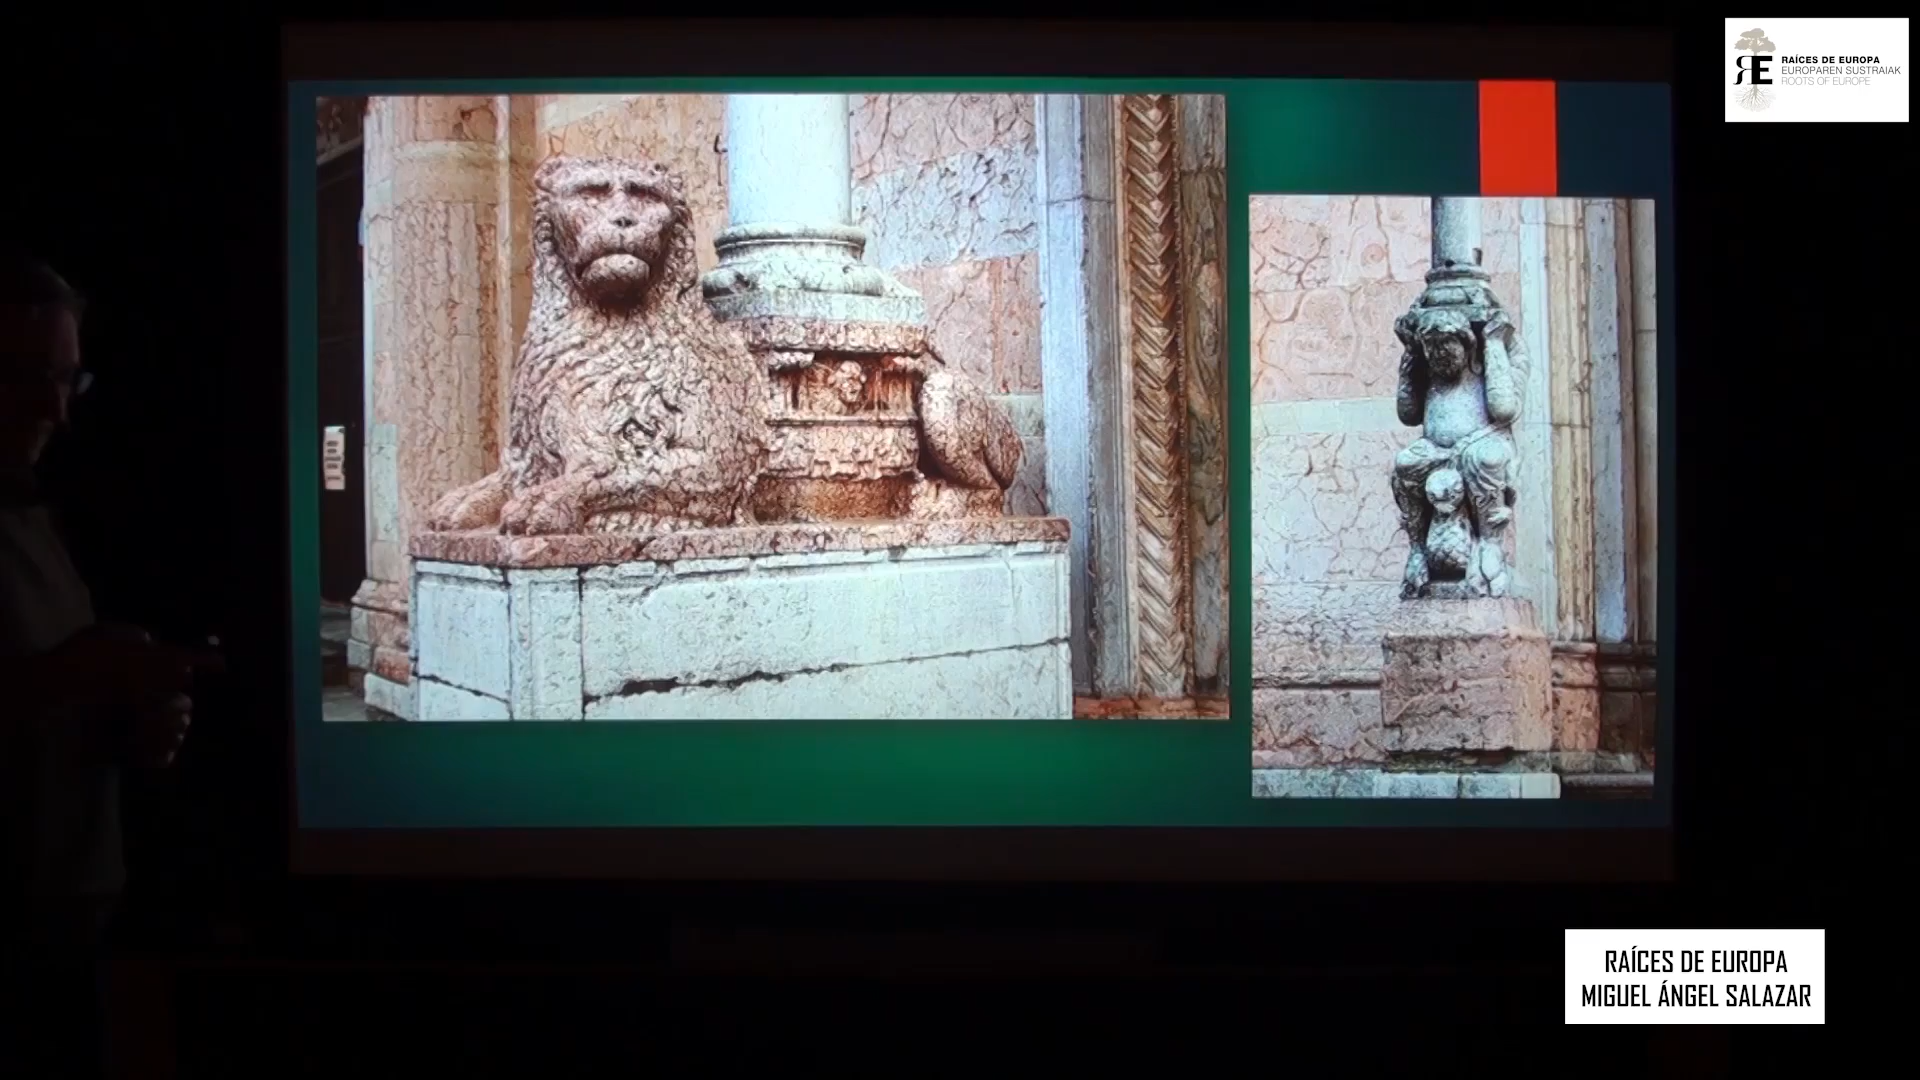 RAÍCES DE EUROPA
EUROPAREN SUSTRAIAK
ROOTS OF EUROPE
RAÍCES DE EUROPA
MIGUEL ÁNGEL SALAZAR